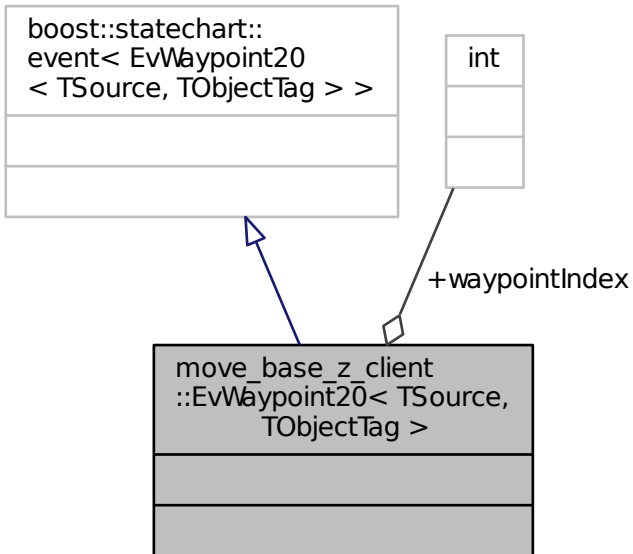 boost::statechart::
event< EvWaypoint20
< TSource, TObjectTag > >
int
+waypointIndex
move_base_z_client
::EvWaypoint20< TSource,
TObjectTag >